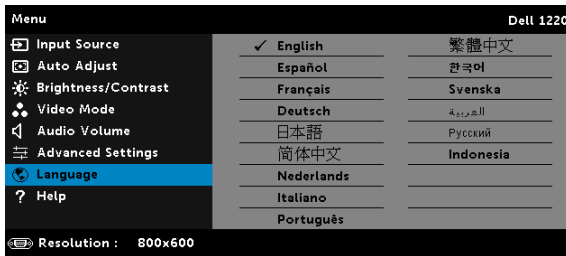 Menu
Dell 1220
Input Source
Auto Adjust
Brightness/Contrast
Video Mode
Audio Volume
Advanced Settings
Language
? Help
✓ English
Español
Français
Deutsch
日本語
简体中文
Nederlands
Italiano
Português
繁體中文
한국어
Svenska
العربية
Русский
Indonesia
Resolution : 800x600